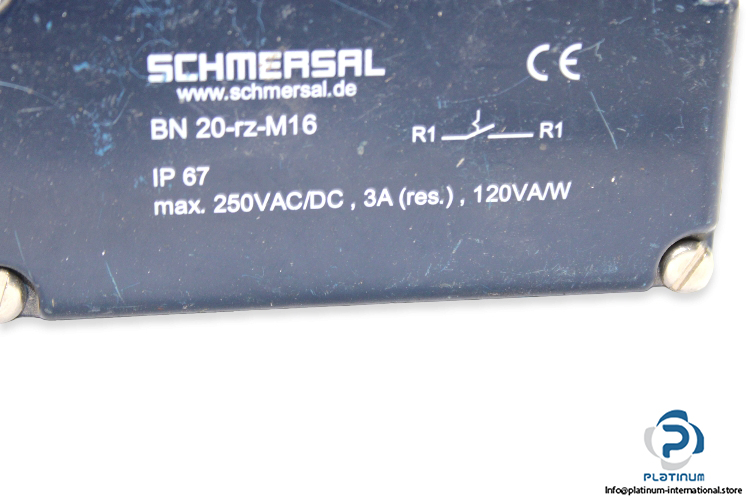 SCHMERSAL
www.schmersal.de
CE
BN 20-rz-M16
R1 R1
IP 67
max. 250VAC/DC , 3A (res.) , 120VA/W
PLATINUM
Info@platinum-international.store